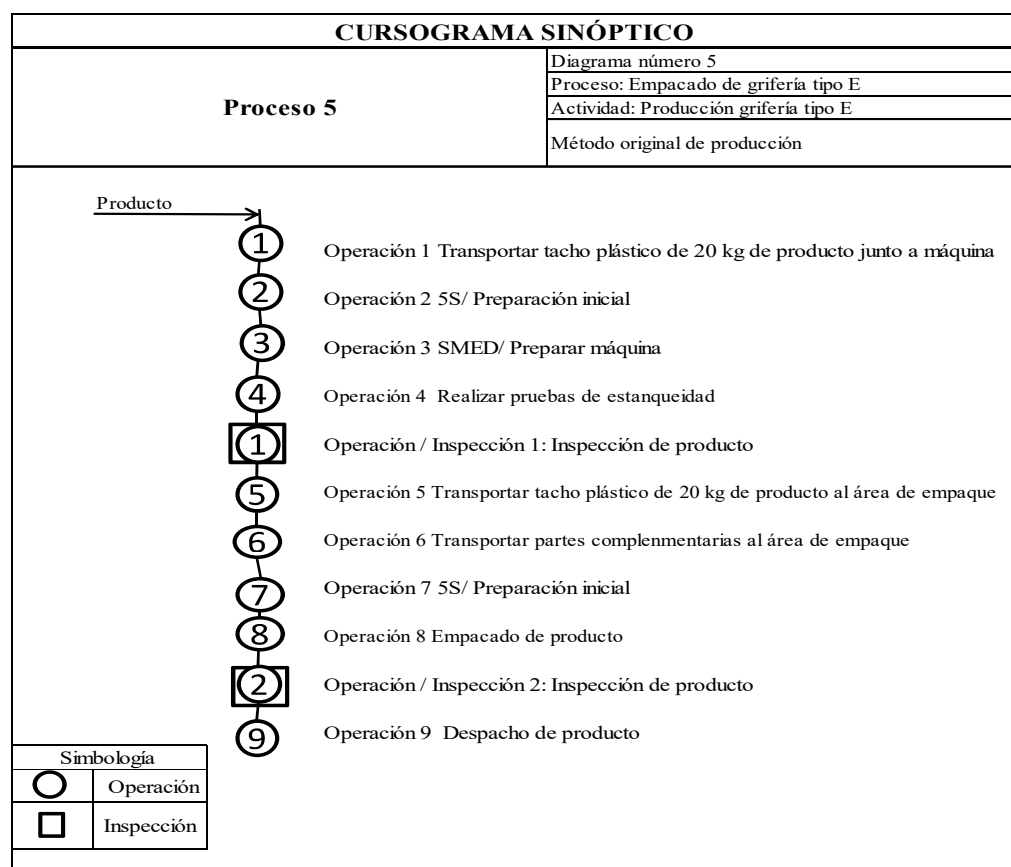 CURSOGRAMA SINÓPTICO
Proceso 5
Diagrama número 5
Proceso: Empacado de grifería tipo E
Actividad: Producción grifería tipo E
Método original de producción
Producto
1 Operación 1 Transportar tacho plástico de 20 kg de producto junto a máquina
2 Operación 2 5S/ Preparación inicial
3 Operación 3 SMED/ Preparar máquina
4 Operación 4 Realizar pruebas de estanqueidad
1 Operación / Inspección 1: Inspección de producto
5 Operación 5 Transportar tacho plástico de 20 kg de producto al área de empaque
6 Operación 6 Transportar partes complenmentarias al área de empaque
7 Operación 7 5S/ Preparación inicial
8 Operación 8 Empacado de producto
2 Operación / Inspección 2: Inspección de producto
9 Operación 9 Despacho de producto
Simbología
Operación
Inspección